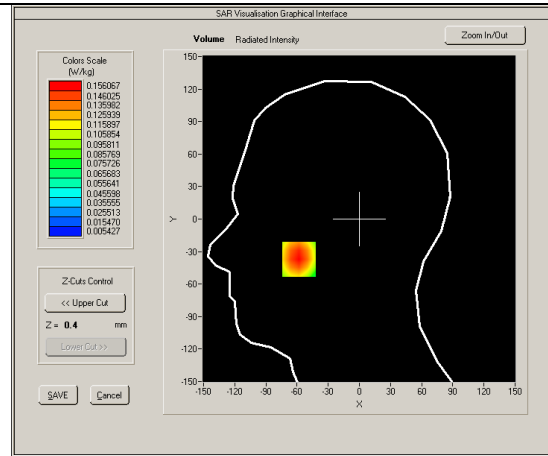 SAR Visualisation Graphical Interface
Volume Radiated Intensity
Zoom In/Out
Colors Scale
(W/kg)
0.156067
0.146025
0.135982
0.125939
0.115897
0.105854
0.095811
0.085769
0.075726
0.065683
0.055641
0.045598
0.035555
0.025513
0.015470
0.005427
Z-Cuts Control
<< Upper Cut
Z = 0.4 mm
Lower Cut >>
SAVE Cancel
150
120
90
60
30
0
-30
-60
-90
-120
-150
Y
-150 -120 -90 -60 -30 0 30 60 90 120 150
X